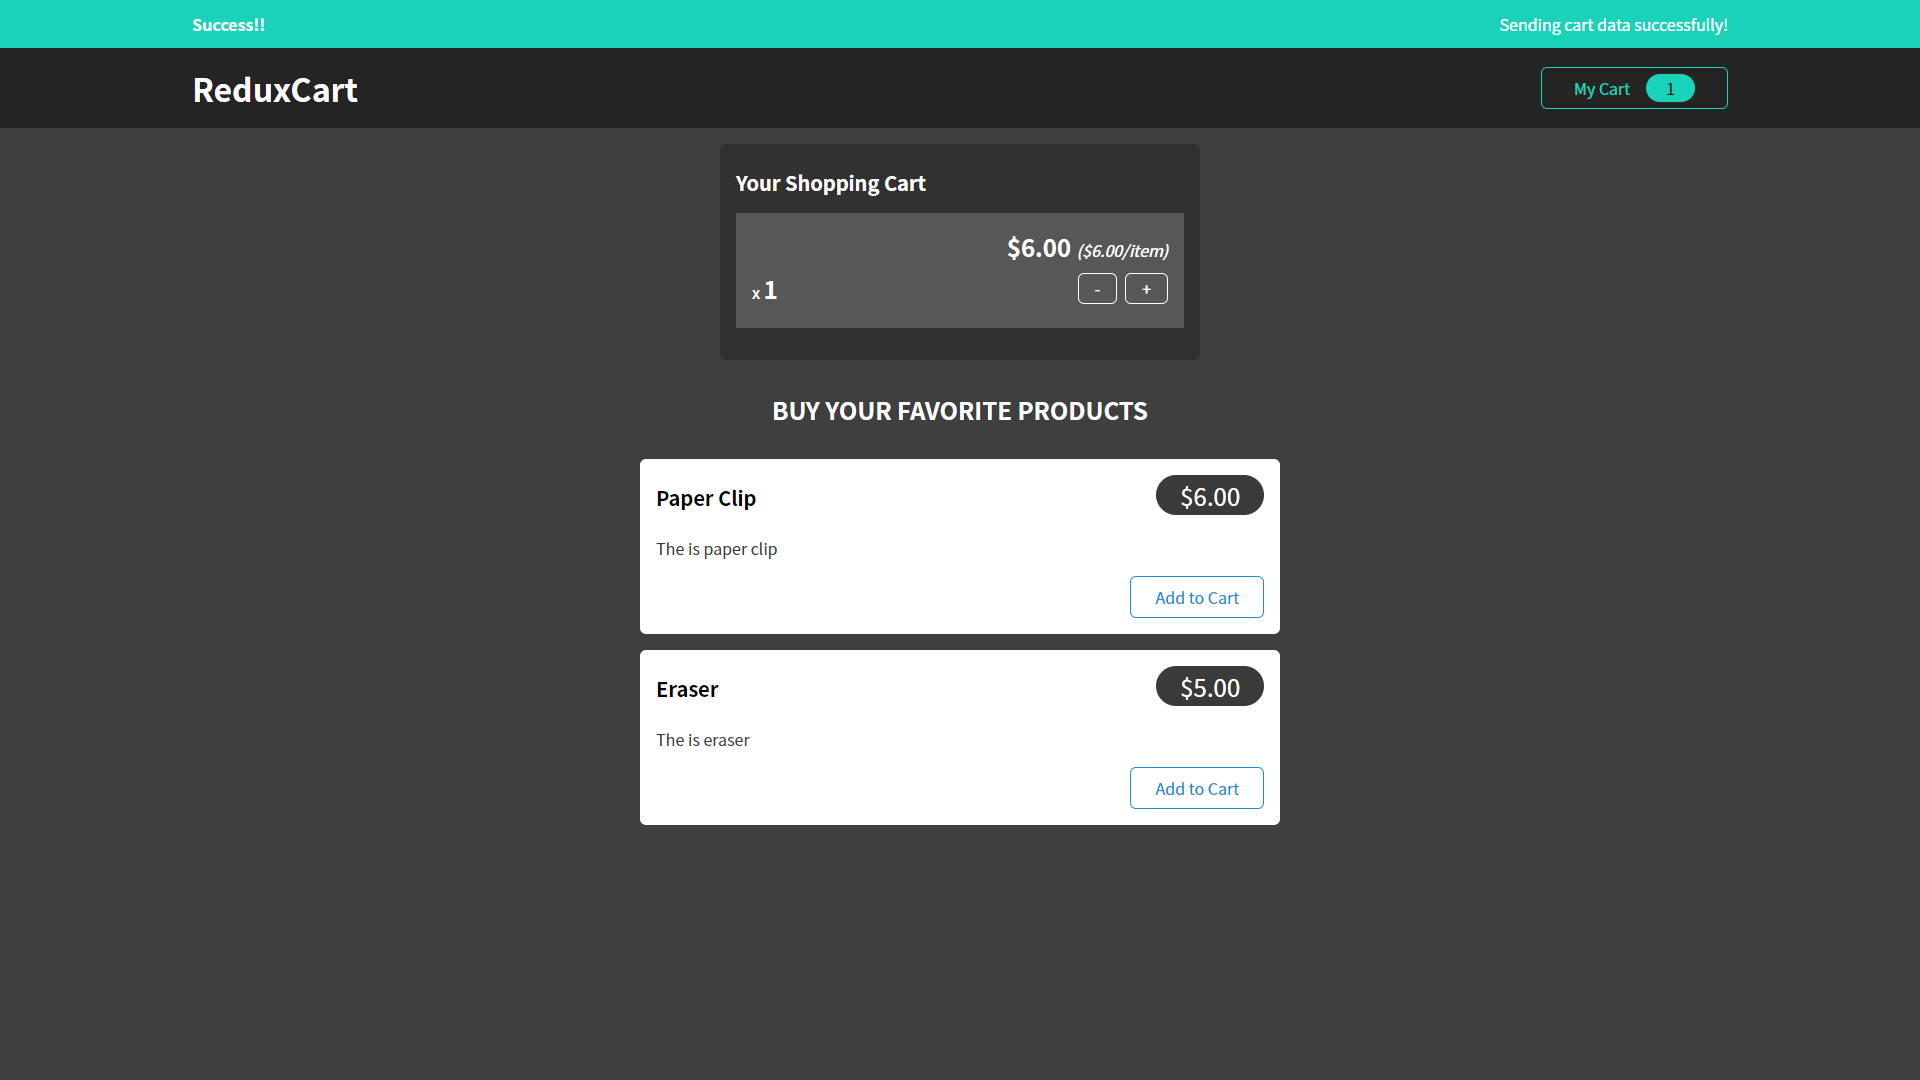 Success!! Sending cart data successfully!
ReduxCart My Cart 1
Your Shopping Cart
$6.00 ($6.00/item)
x 1 - +
BUY YOUR FAVORITE PRODUCTS
Paper Clip $6.00
The is paper clip
Add to Cart
Eraser $5.00
The is eraser
Add to Cart